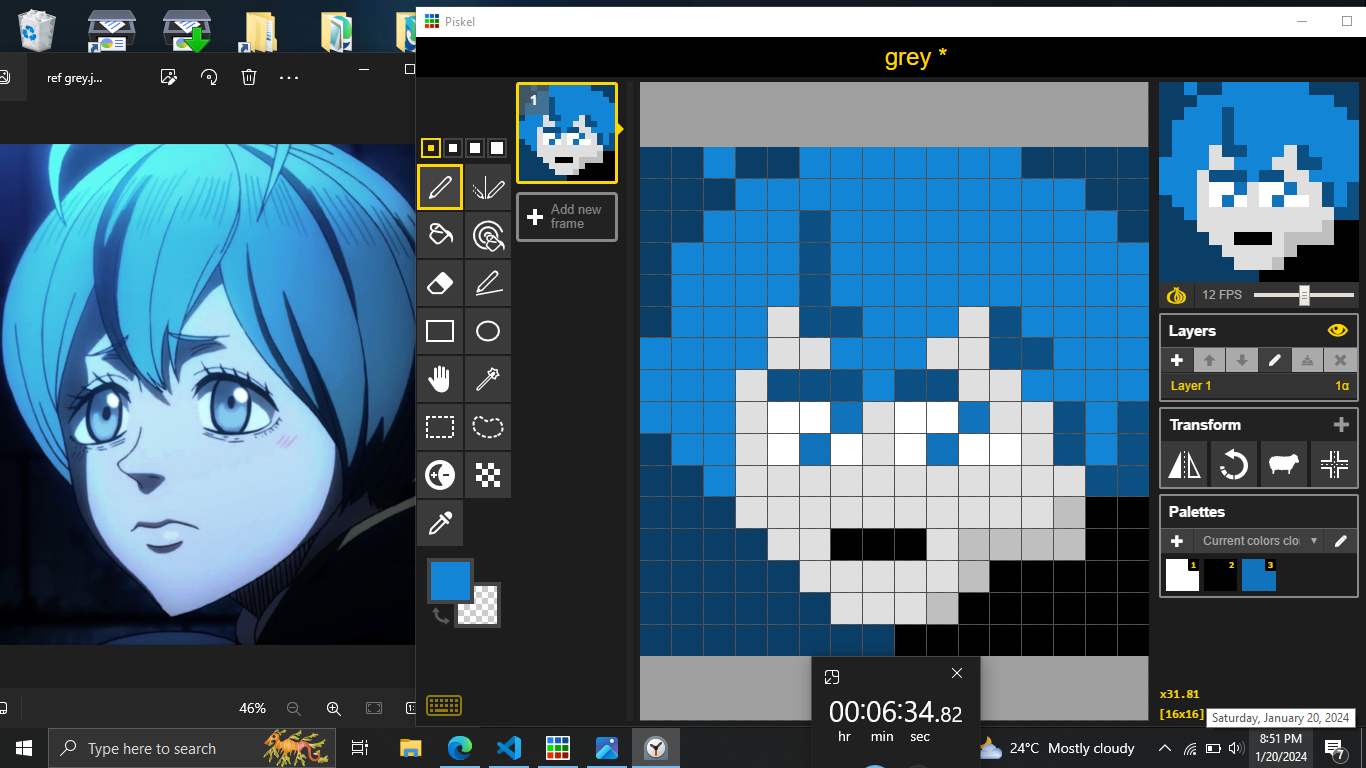 Piskel
grey *
ref grey.j...
1
Add new
frame
12 FPS
Layers
Layer 1
1α
Transform
Palettes
Current colors clo
1
2
3
46%
x31.81
[16x16]
Saturday, January 20, 2024
00:06:34.82
hr min sec
Type here to search
24°C Mostly cloudy
8:51 PM
1/20/2024
7